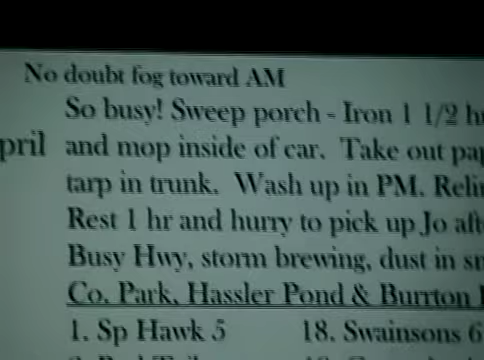 No doubt fog toward AM
So busy! Sweep porch - Iron 1 1/2
pril and mop inside of car. Take out
tarp in trunk. Wash up in PM.
Rest 1 hr and hurry to pick up Jo
Busy Hwy, storm brewing, dust in
Co. Park, Hassler Pond & Burrton
1. Sp Hawk 5 18. Swainsons 6